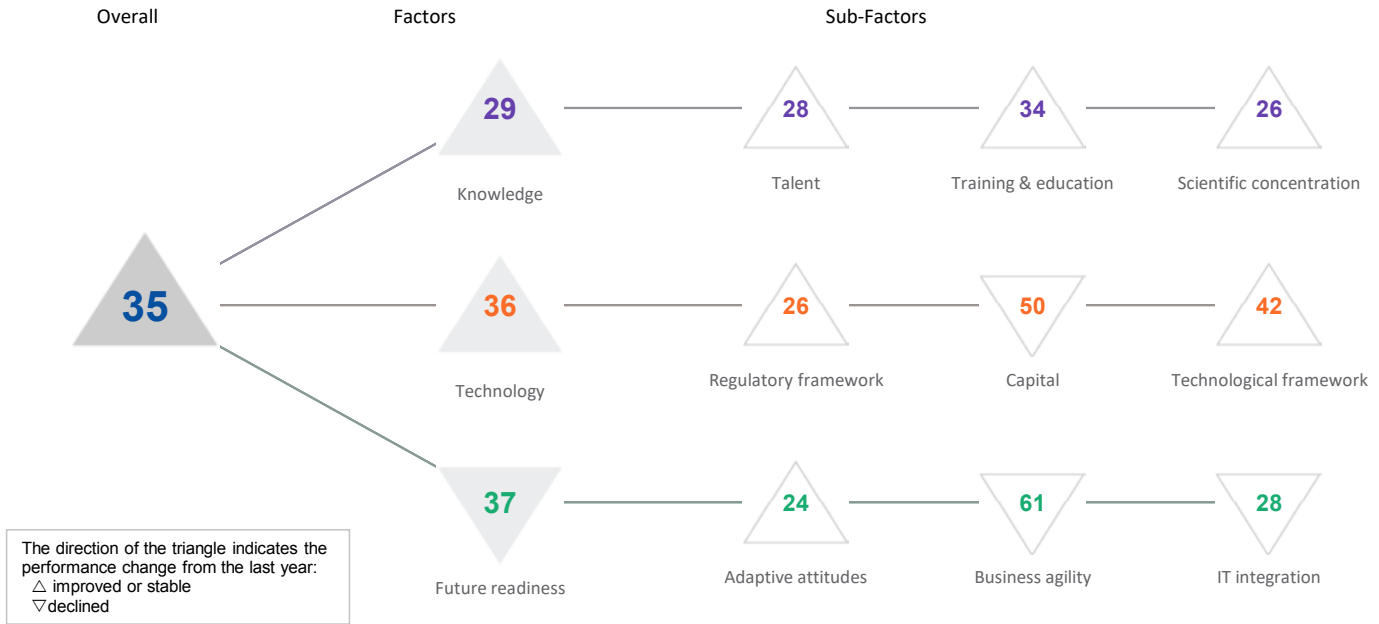 Overall Factors Sub-Factors
29 28 34 26
Knowledge Talent Training & education Scientific concentration
35 36 26 50 42
Technology Regulatory framework Capital Technological framework
37 24 61 28
Future readiness Adaptive attitudes Business agility IT integration
The direction of the triangle indicates the
performance change from the last year:
△ improved or stable
▽declined